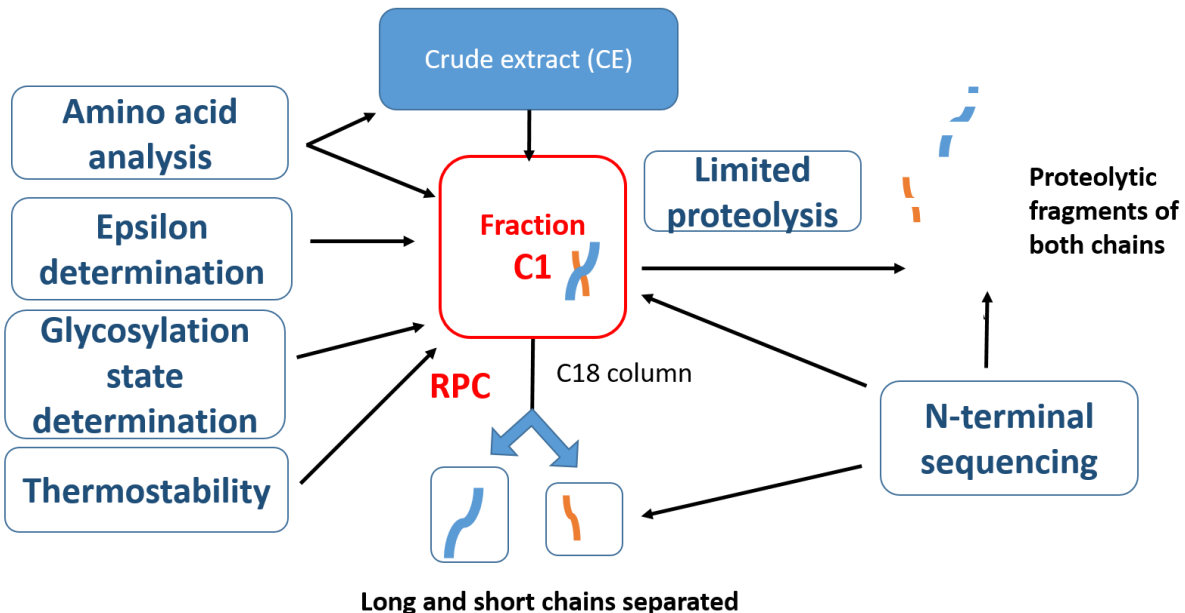 Crude extract (CE)
Amino acid
analysis
Epsilon
determination
Glycosylation
state
determination
Thermostability
Fraction
C1
Limited
proteolysis
Proteolytic
fragments of
both chains
RPC
C18 column
N-terminal
sequencing
Long and short chains separated